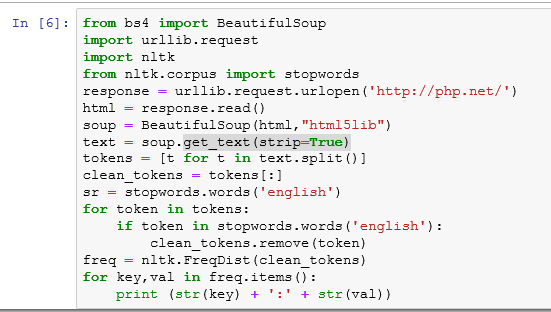 In [6]: from bs4 import BeautifulSoup
import urllib.request
import nltk
from nltk.corpus import stopwords
response = urllib.request.urlopen('http://php.net/')
html = response.read()
soup = BeautifulSoup(html,"html5lib")
text = soup.get_text(strip=True)
tokens = [t for t in text.split()]
clean_tokens = tokens[:]
sr = stopwords.words('english')
for token in tokens:
    if token in stopwords.words('english'):
        clean_tokens.remove(token)
freq = nltk.FreqDist(clean_tokens)
for key,val in freq.items():
    print (str(key) + ':' + str(val))